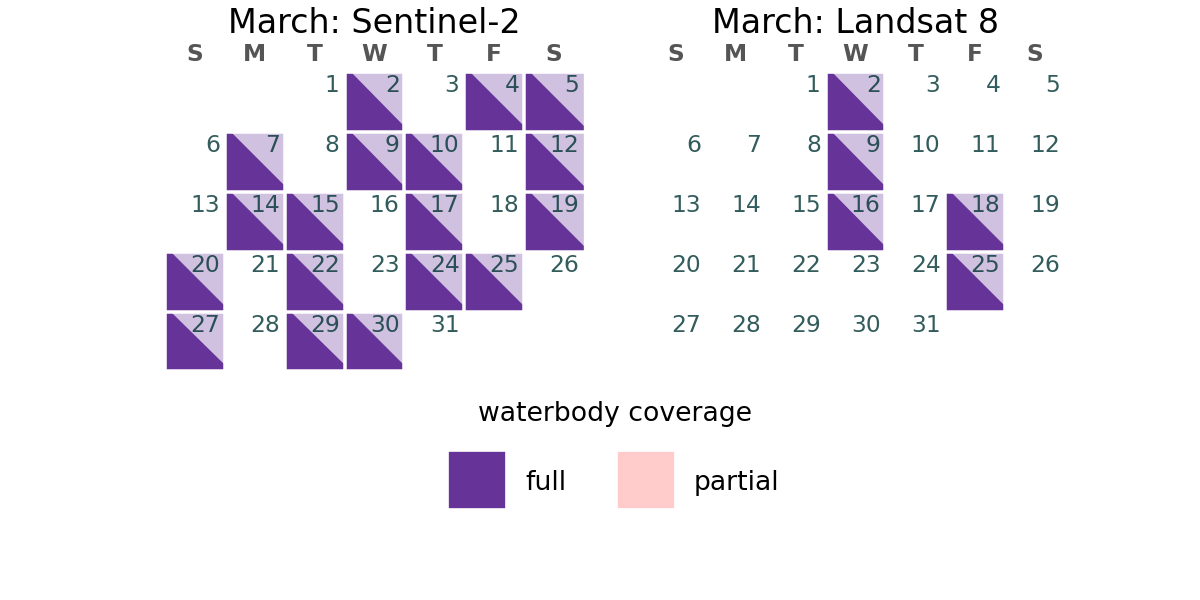 March: Sentinel-2
S M T W T F S
1 2 3 4 5
6 7 8 9 10 11 12
13 14 15 16 17 18 19
20 21 22 23 24 25 26
27 28 29 30 31
March: Landsat 8
S M T W T F S
1 2 3 4 5
6 7 8 9 10 11 12
13 14 15 16 17 18 19
20 21 22 23 24 25 26
27 28 29 30 31
waterbody coverage
full partial